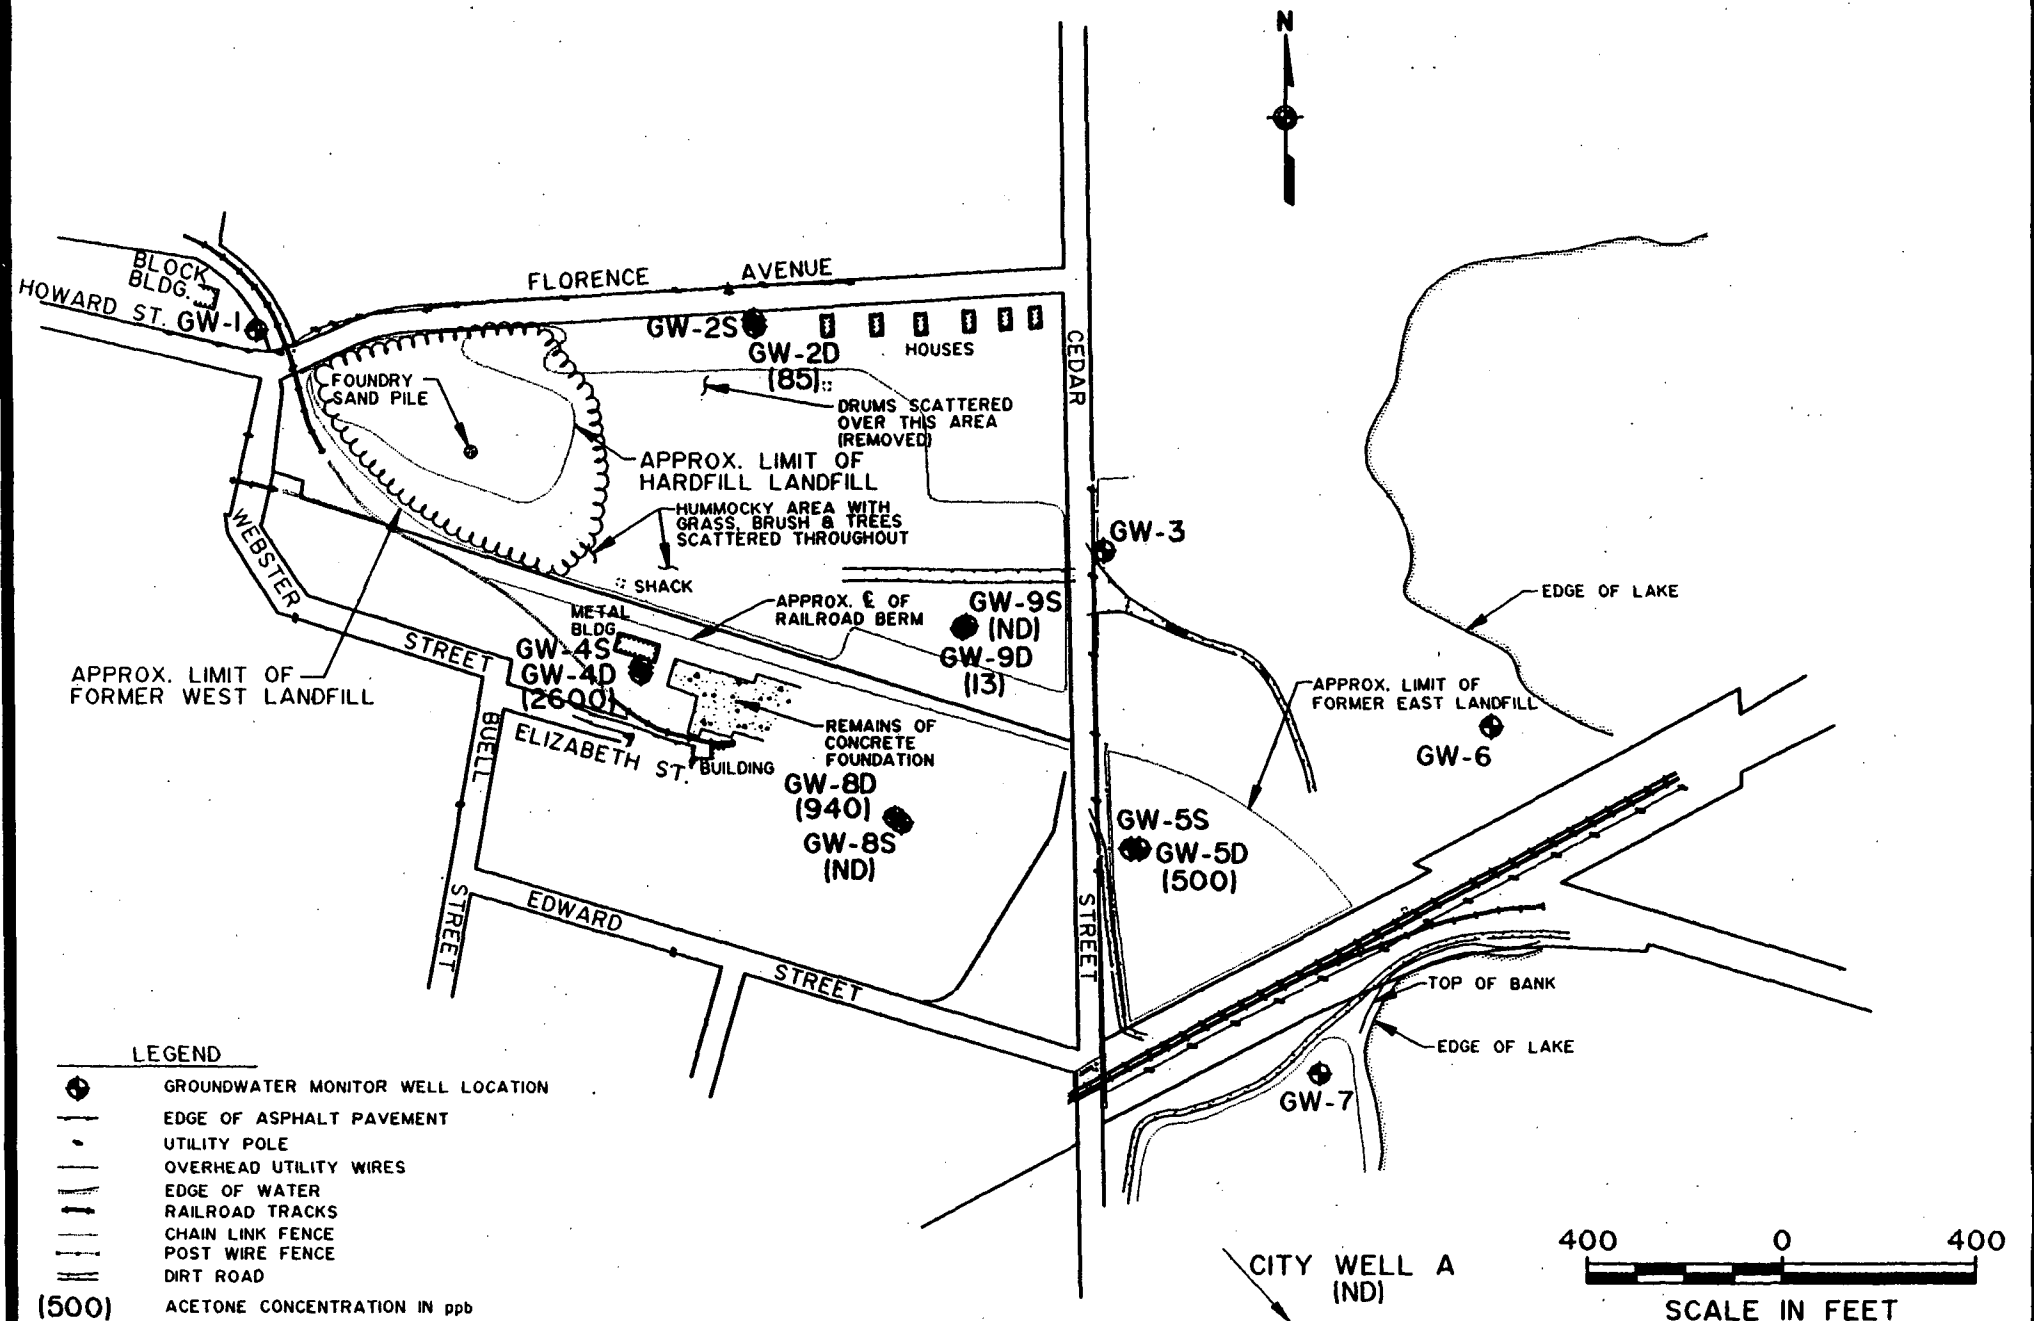 N
BLOCK
BLDG.
HOWARD ST.
GW-1
FLORENCE AVENUE
GW-2S
GW-2D
(85)
HOUSES
CEDAR
FOUNDRY
SAND PILE
DRUMS SCATTERED
OVER THIS AREA
(REMOVED)
APPROX. LIMIT OF
HARDFILL LANDFILL
HUMMOCKY AREA WITH
GRASS, BRUSH & TREES
SCATTERED THROUGHOUT
GW-3
WEBSTER
STREET
SHACK
EDGE OF LAKE
METAL
BLDG.
APPROX. ℄ OF
RAILROAD BERM
GW-9S
(ND)
GW-9D
(13)
GW-4S
GW-4D
(2600)
APPROX. LIMIT OF
FORMER WEST LANDFILL
APPROX. LIMIT OF
FORMER EAST LANDFILL
GW-6
BUELL
STREET
ELIZABETH ST.
BUILDING
REMAINS OF
CONCRETE
FOUNDATION
GW-8D
(940)
GW-8S
(ND)
GW-5S
GW-5D
(500)
EDWARD
STREET
STREET
TOP OF BANK
EDGE OF LAKE
GW-7
LEGEND
GROUNDWATER MONITOR WELL LOCATION
EDGE OF ASPHALT PAVEMENT
UTILITY POLE
OVERHEAD UTILITY WIRES
EDGE OF WATER
RAILROAD TRACKS
CHAIN LINK FENCE
POST WIRE FENCE
DIRT ROAD
(500) ACETONE CONCENTRATION IN ppb
CITY WELL A
(ND)
400 0 400
SCALE IN FEET